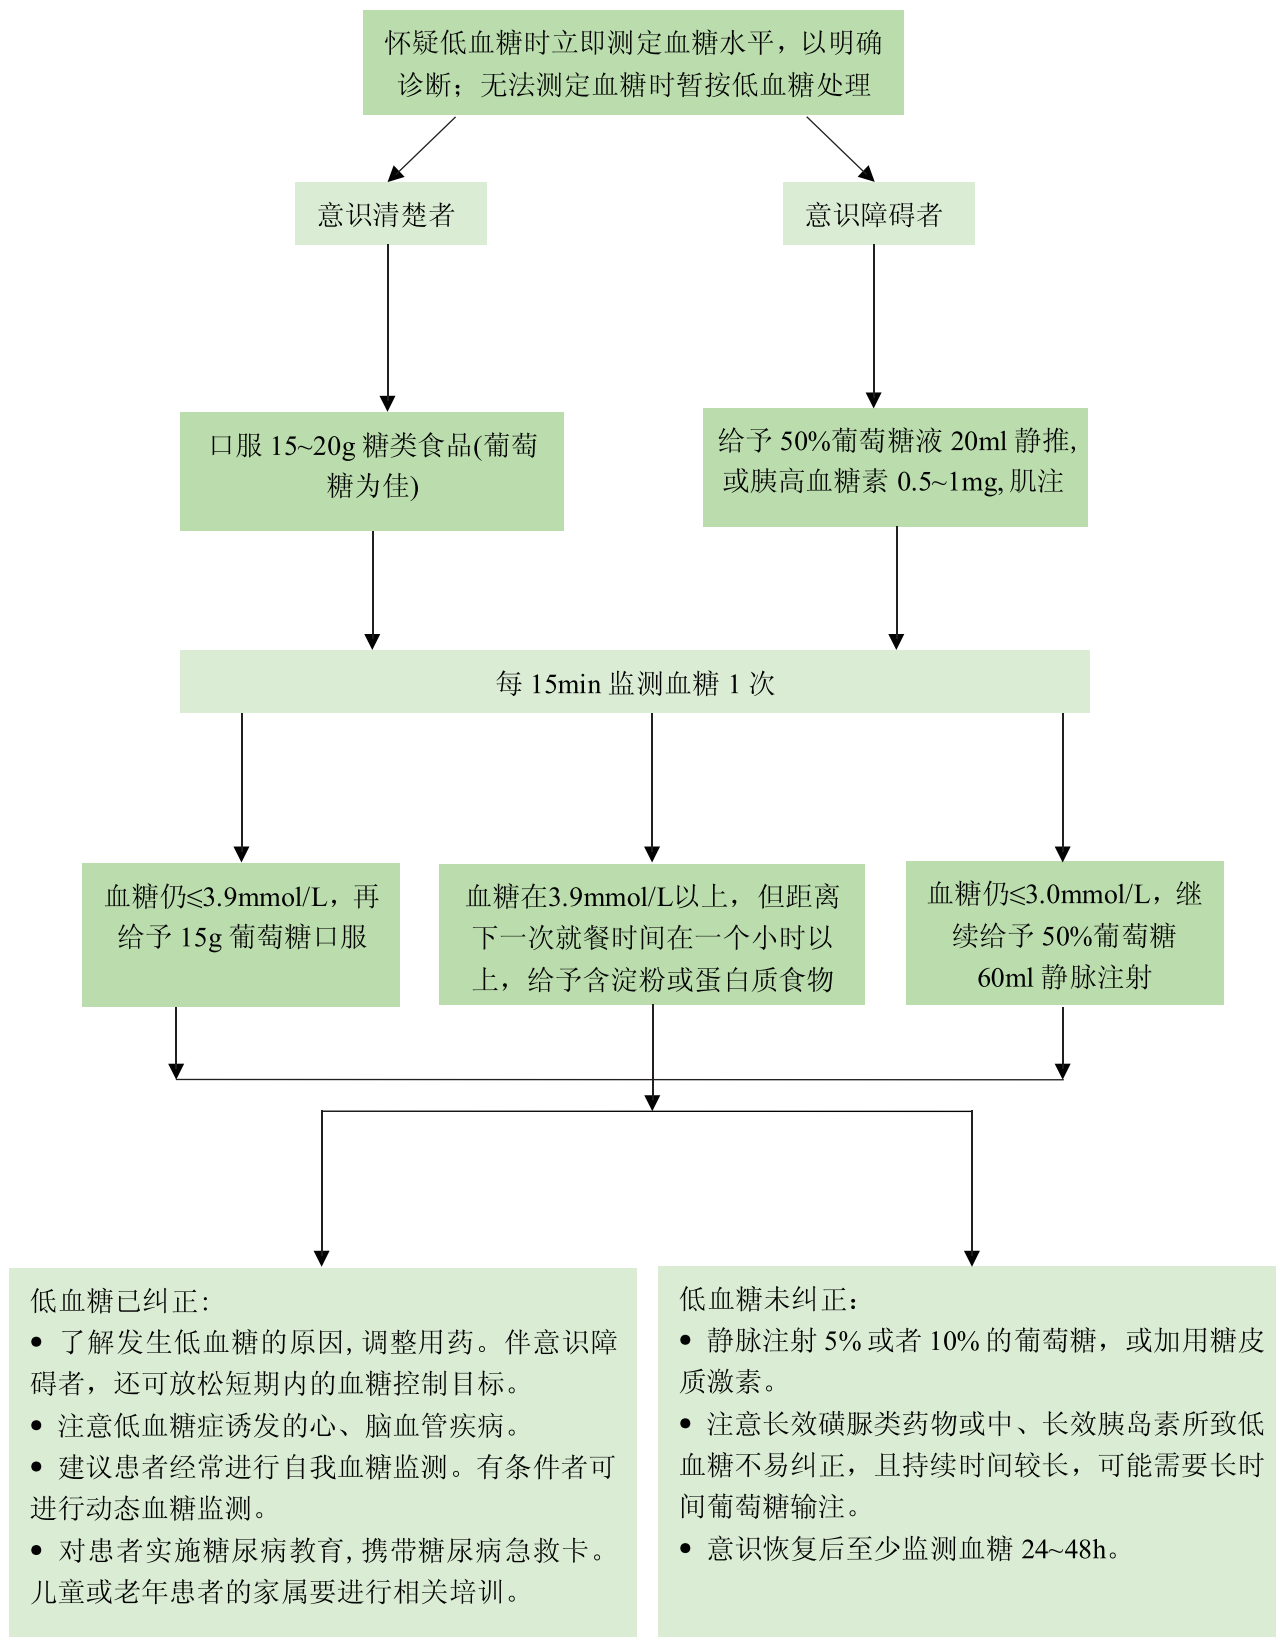 怀疑低血糖时立即测定血糖水平，以明确
诊断；无法测定血糖时暂按低血糖处理
意识清楚者
意识障碍者
口服 15~20g 糖类食品(葡萄
糖为佳)
给予 50%葡萄糖液 20ml 静推,
或胰高血糖素 0.5~1mg, 肌注
每 15min 监测血糖 1 次
血糖仍≤3.9mmol/L，再
给予 15g 葡萄糖口服
血糖在3.9mmol/L以上，但距离
下一次就餐时间在一个小时以
上，给予含淀粉或蛋白质食物
血糖仍≤3.0mmol/L，继
续给予 50%葡萄糖
60ml 静脉注射
低血糖已纠正:
• 了解发生低血糖的原因, 调整用药。伴意识障
碍者，还可放松短期内的血糖控制目标。
• 注意低血糖症诱发的心、脑血管疾病。
• 建议患者经常进行自我血糖监测。有条件者可
进行动态血糖监测。
• 对患者实施糖尿病教育, 携带糖尿病急救卡。
儿童或老年患者的家属要进行相关培训。
低血糖未纠正：
• 静脉注射 5% 或者 10% 的葡萄糖，或加用糖皮
质激素。
• 注意长效磺脲类药物或中、长效胰岛素所致低
血糖不易纠正，且持续时间较长，可能需要长时
间葡萄糖输注。
• 意识恢复后至少监测血糖 24~48h。